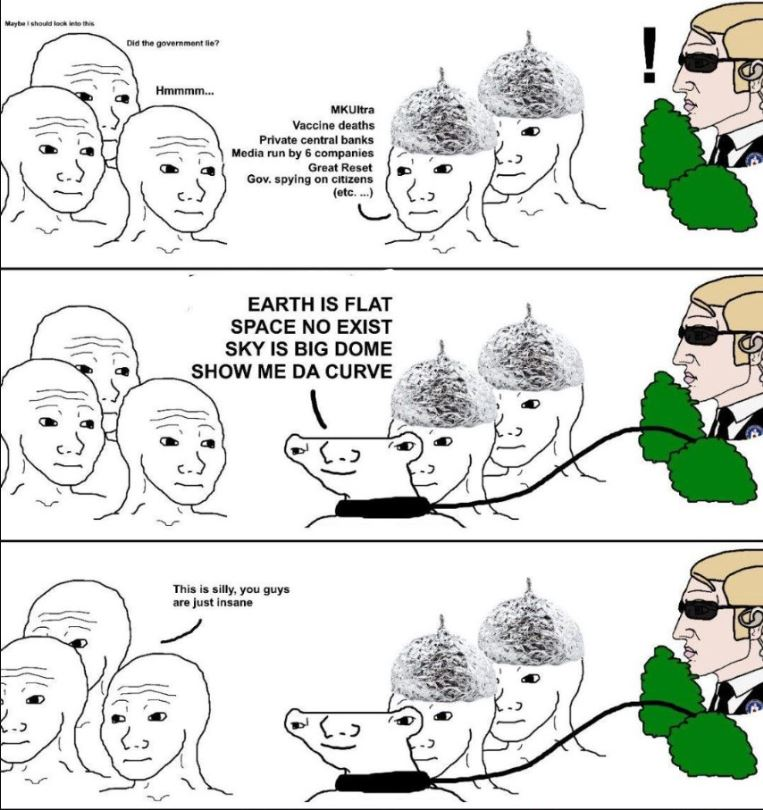 Maybe I should look into this
Did the government lie?
Hmmmm...
MKUltra
Vaccine deaths
Private central banks
Media run by 6 companies
Great Reset
Gov. spying on citizens
(etc. ...)
!
EARTH IS FLAT
SPACE NO EXIST
SKY IS BIG DOME
SHOW ME DA CURVE
This is silly, you guys
are just insane